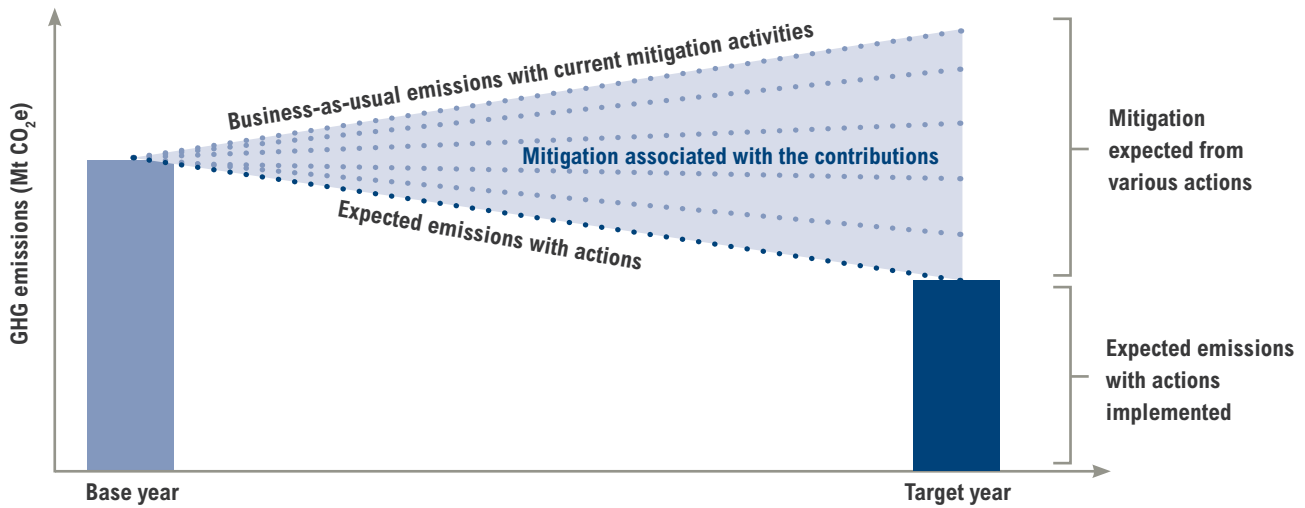 GHG emissions (Mt CO₂e)
Business-as-usual emissions with current mitigation activities
Mitigation associated with the contributions
Expected emissions with actions
Mitigation
expected from
various actions
Expected emissions
with actions
implemented
Base year
Target year